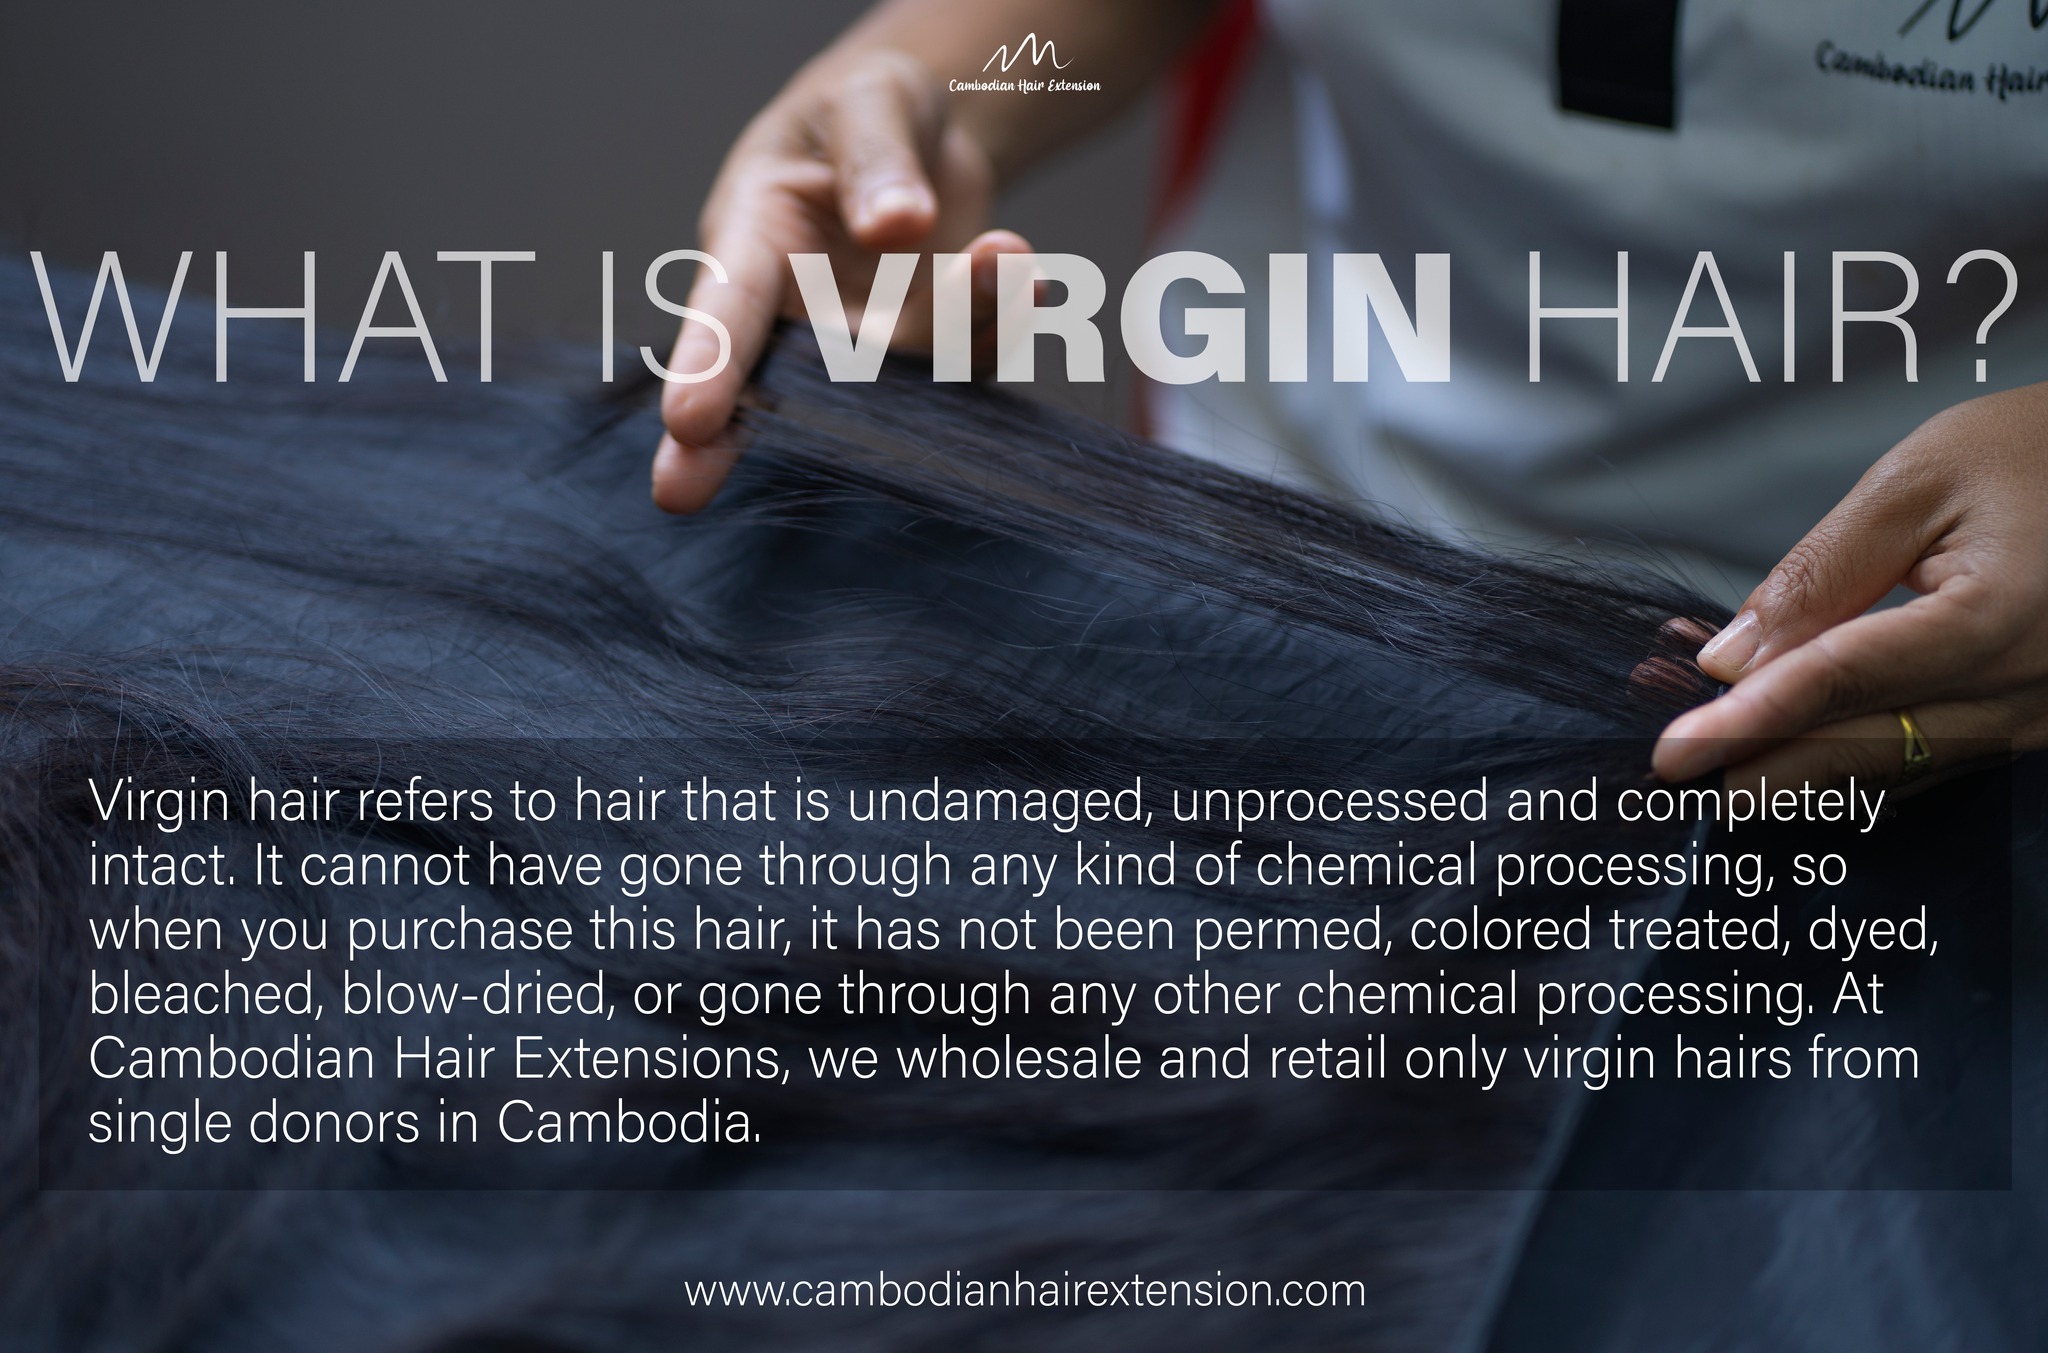 Cambodian Hair Extension
Cambodian Hair
WHAT IS VIRGIN HAIR?
Virgin hair refers to hair that is undamaged, unprocessed and completely
intact. It cannot have gone through any kind of chemical processing, so
when you purchase this hair, it has not been permed, colored treated, dyed,
bleached, blow-dried, or gone through any other chemical processing. At
Cambodian Hair Extensions, we wholesale and retail only virgin hairs from
single donors in Cambodia.
www.cambodianhairextension.com